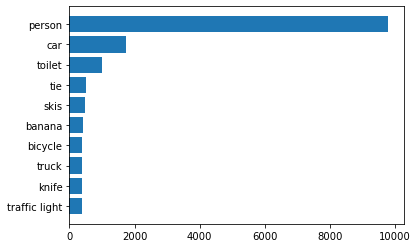 person
car
toilet
tie
skis
banana
bicycle
truck
knife
traffic light
0 2000 4000 6000 8000 10000